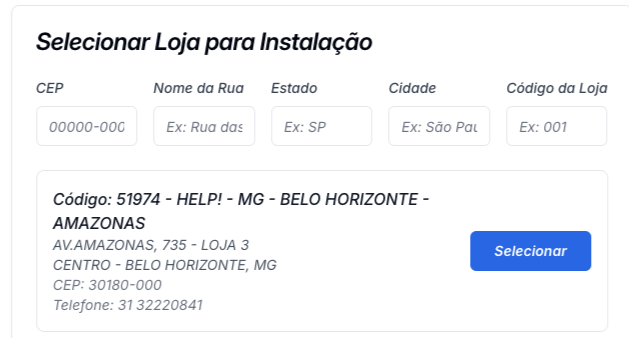 Selecionar Loja para Instalação
CEP Nome da Rua Estado Cidade Código da Loja
00000-000 Ex: Rua das Ex: SP Ex: São Pau Ex: 001
Código: 51974 - HELP! - MG - BELO HORIZONTE -
AMAZONAS
AV.AMAZONAS, 735 - LOJA 3
CENTRO - BELO HORIZONTE, MG
CEP: 30180-000
Telefone: 31 32220841
Selecionar